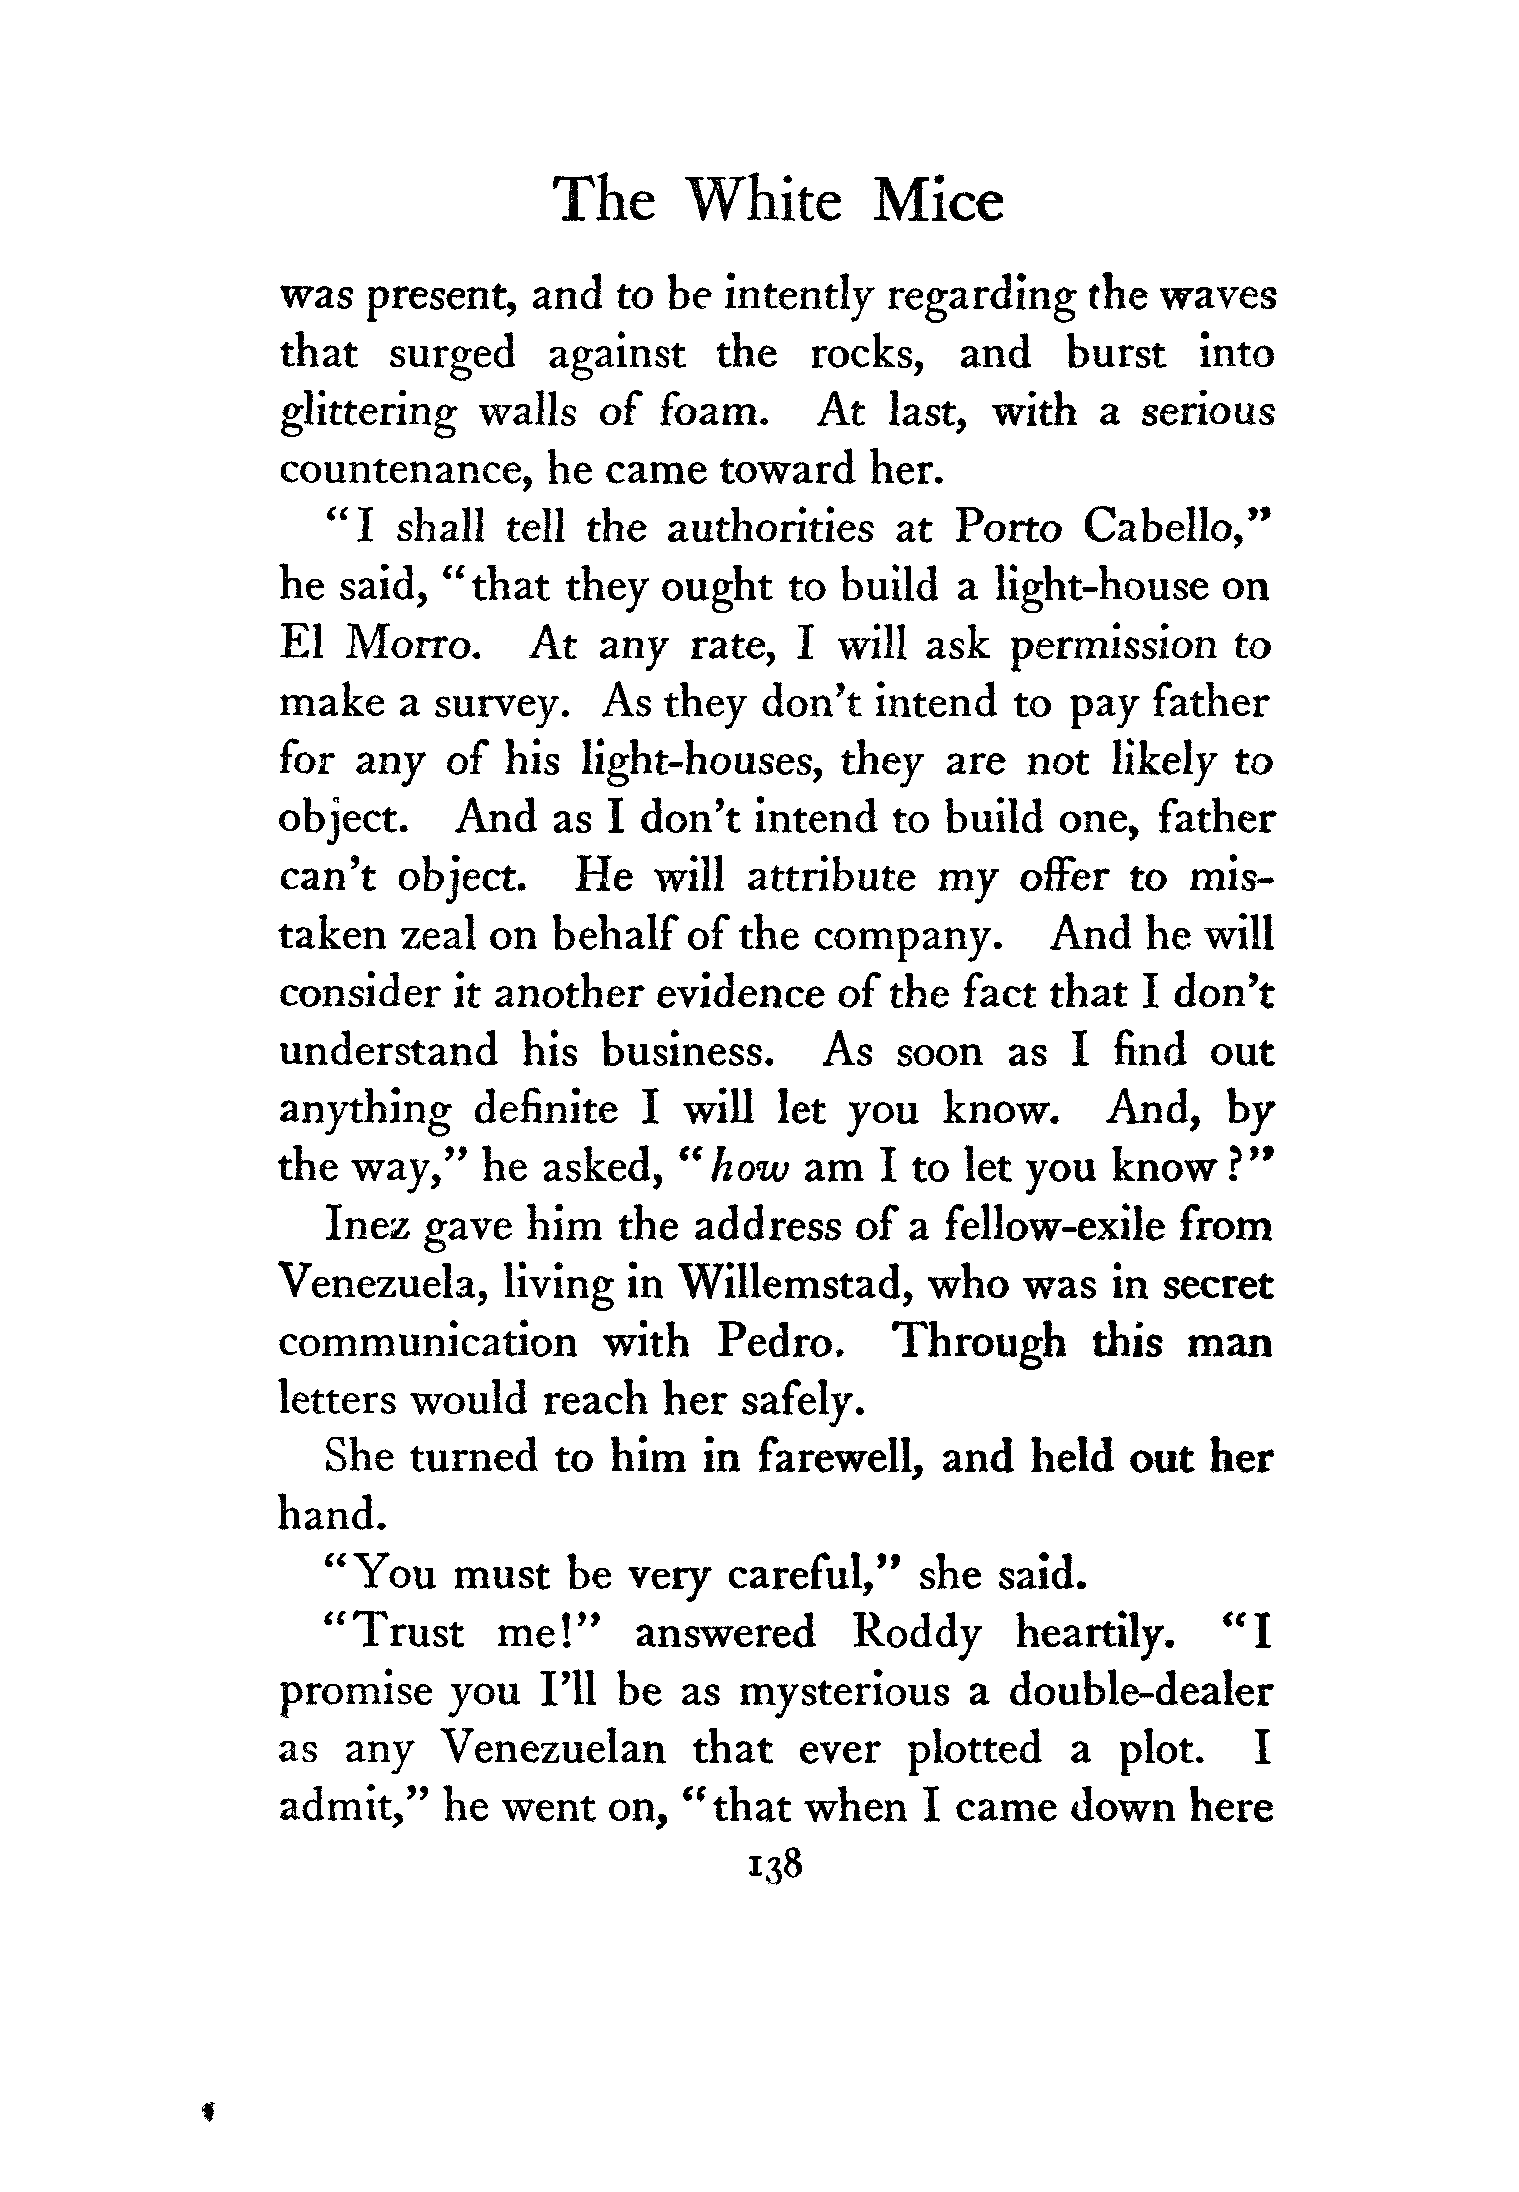 The White Mice
was present, and to be intently regarding the waves
that surged against the rocks, and burst into
glittering walls of foam. At last, with a serious
countenance, he came toward her.
"I shall tell the authorities at Porto Cabello,"
he said, "that they ought to build a light-house on
El Morro. At any rate, I will ask permission to
make a survey. As they don't intend to pay father
for any of his light-houses, they are not likely to
object. And as I don't intend to build one, father
can't object. He will attribute my offer to mis-
taken zeal on behalf of the company. And he will
consider it another evidence of the fact that I don't
understand his business. As soon as I find out
anything definite I will let you know. And, by
the way," he asked, "how am I to let you know?"
Inez gave him the address of a fellow-exile from
Venezuela, living in Willemstad, who was in secret
communication with Pedro. Through this man
letters would reach her safely.
She turned to him in farewell, and held out her
hand.
"You must be very careful," she said.
"Trust me!" answered Roddy heartily. "I
promise you I'll be as mysterious a double-dealer
as any Venezuelan that ever plotted a plot. I
admit," he went on, "that when I came down here
138